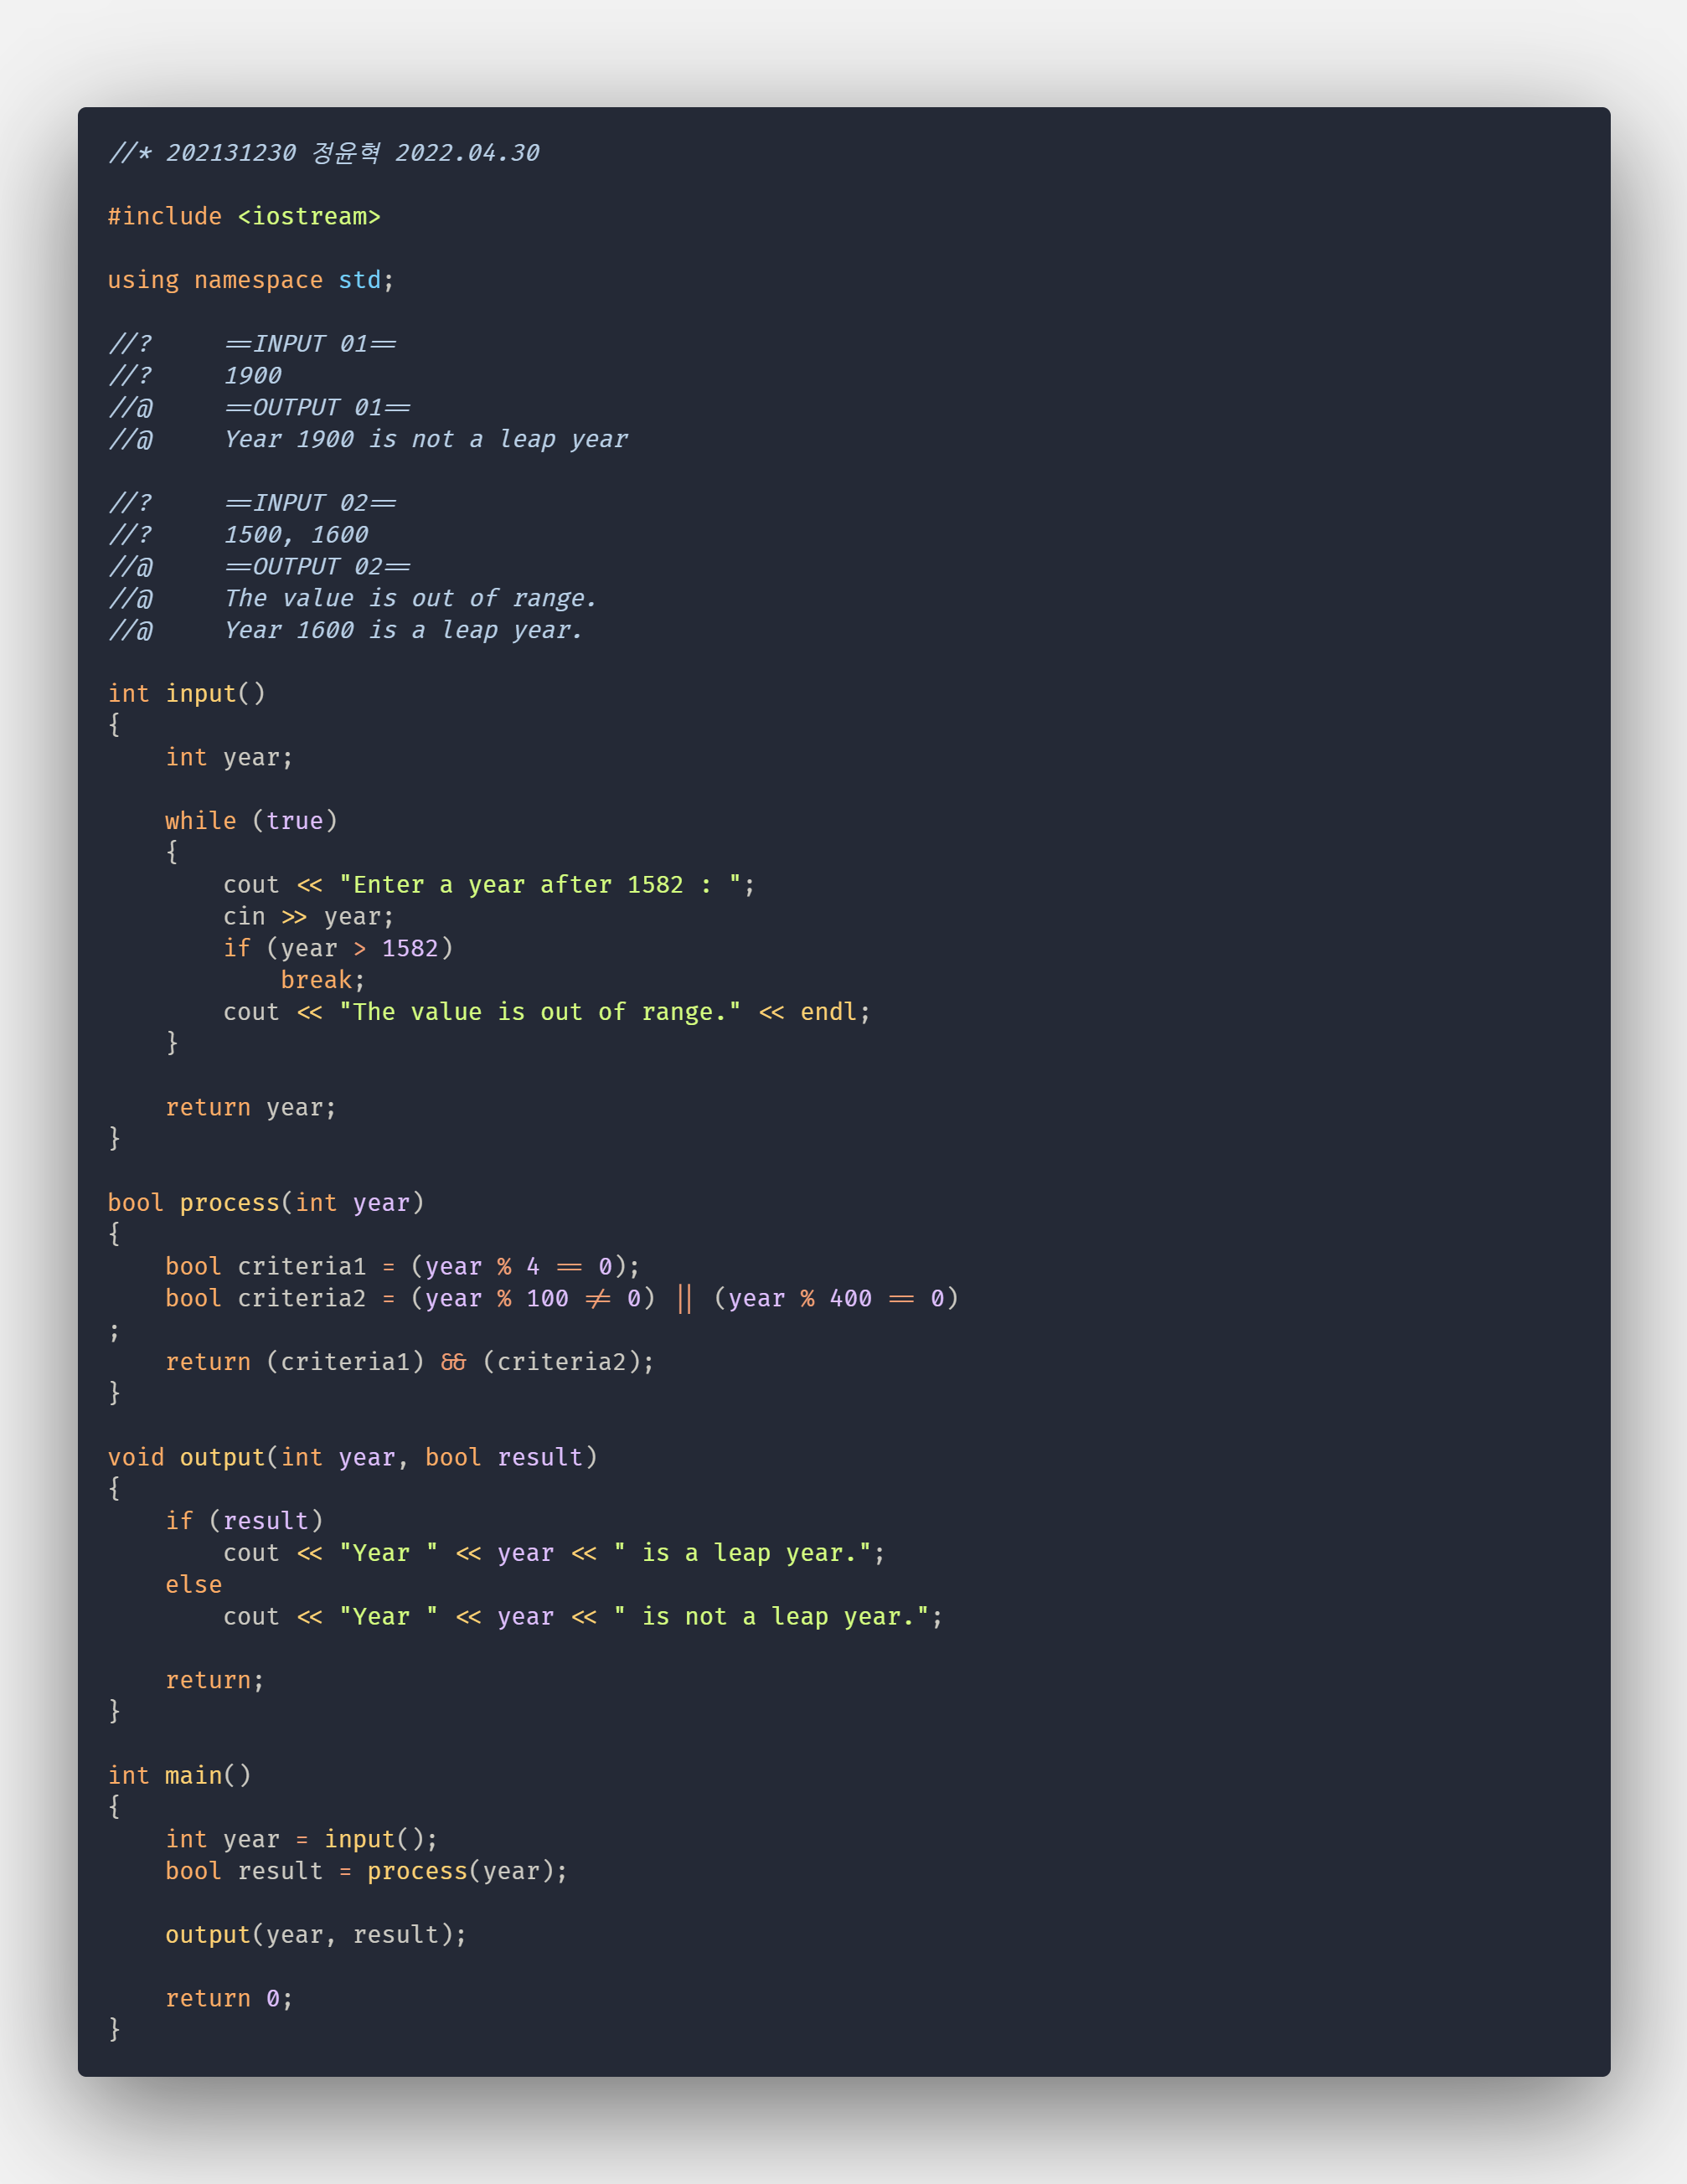 //* 202131230 정윤혁 2022.04.30

#include <iostream>

using namespace std;

//?     ==INPUT 01==
//?     1900
//@     ==OUTPUT 01==
//@     Year 1900 is not a leap year

//?     ==INPUT 02==
//?     1500, 1600
//@     ==OUTPUT 02==
//@     The value is out of range.
//@     Year 1600 is a leap year.

int input()
{
    int year;

    while (true)
    {
        cout << "Enter a year after 1582 : ";
        cin >> year;
        if (year > 1582)
            break;
        cout << "The value is out of range." << endl;
    }

    return year;
}

bool process(int year)
{
    bool criteria1 = (year % 4 == 0);
    bool criteria2 = (year % 100 != 0) || (year % 400 == 0)
;
    return (criteria1) && (criteria2);
}

void output(int year, bool result)
{
    if (result)
        cout << "Year " << year << " is a leap year.";
    else
        cout << "Year " << year << " is not a leap year.";

    return;
}

int main()
{
    int year = input();
    bool result = process(year);

    output(year, result);

    return 0;
}